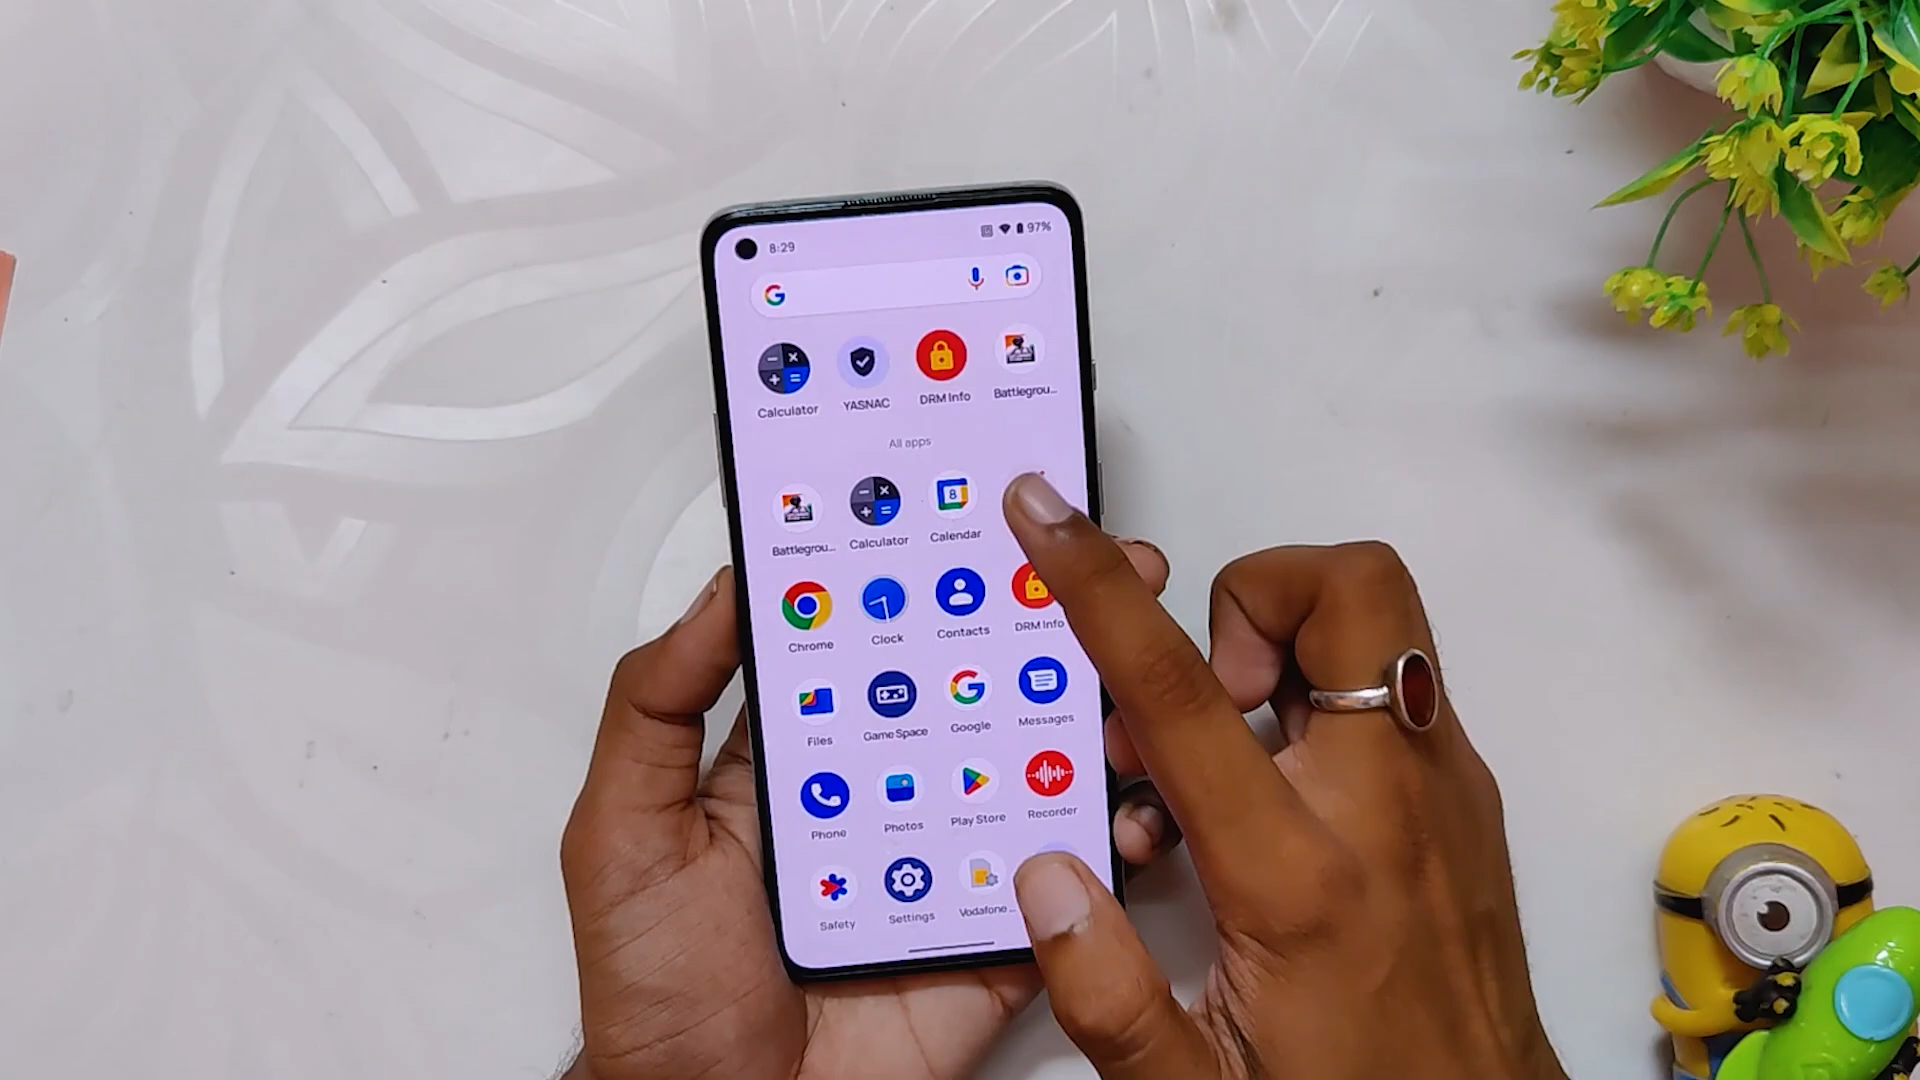 8:29 97%
Calculator YASNAC DRM Info Battlegrou...
All apps
8
Battlegrou... Calculator Calendar
Chrome Clock Contacts DRM Info
Files Game Space Google Messages
Phone Photos Play Store Recorder
Safety Settings Vodafone ...